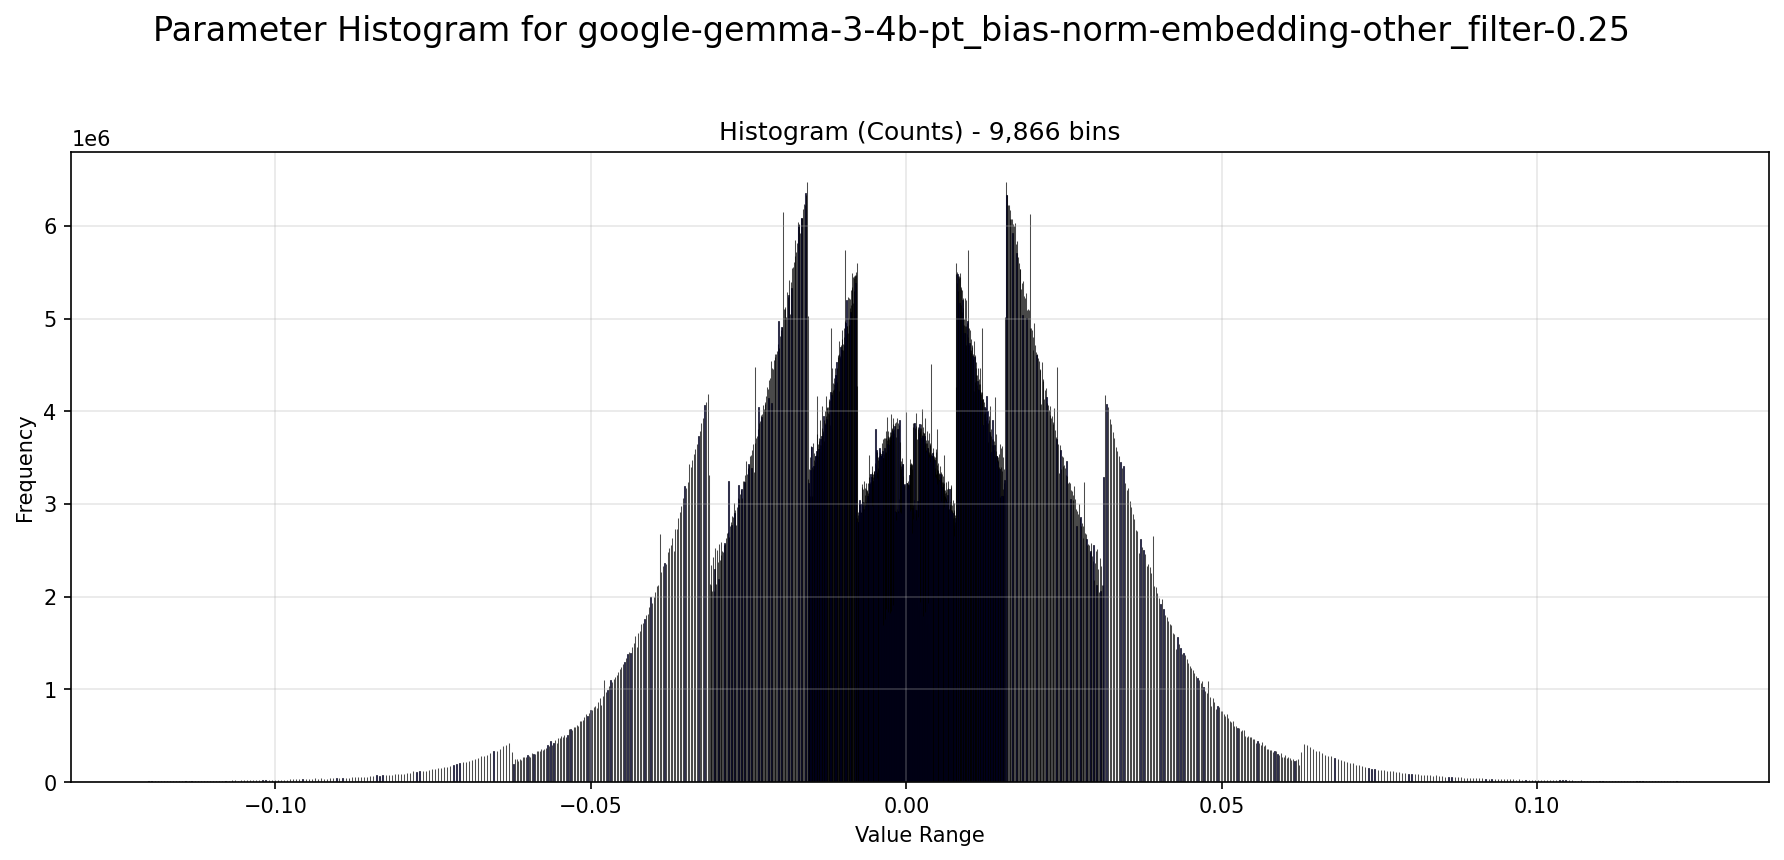 Parameter Histogram for google-gemma-3-4b-pt_bias-norm-embedding-other_filter-0.25
Histogram (Counts) - 9,866 bins
1e6
6
5
4
3
2
1
0
Frequency
−0.10
−0.05
0.00
0.05
0.10
Value Range